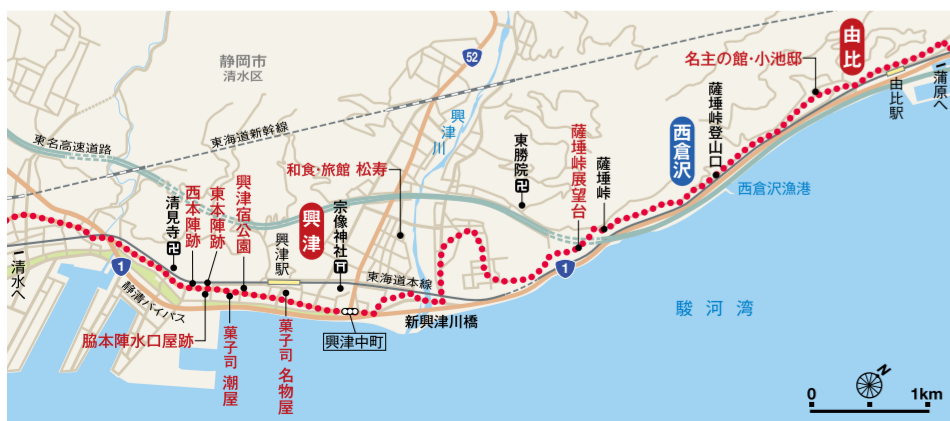 静岡市
清水区
52
由比
名主の館・小池邸
由比駅
蒲原へ
東名高速道路
東海道新幹線
興津川
薩埵峠登山口
西倉沢
西倉沢漁港
東勝院
薩埵峠展望台
薩埵峠
和食・旅館 松寿
西本陣跡
東本陣跡
興津宿公園
興津
宗像神社
清見寺
興津駅
東海道本線
清水へ
1
静清バイパス
1
新興津川橋
駿河湾
脇本陣水口屋跡
菓子司 潮屋
菓子司 名物屋
興津中町
N
0
1km